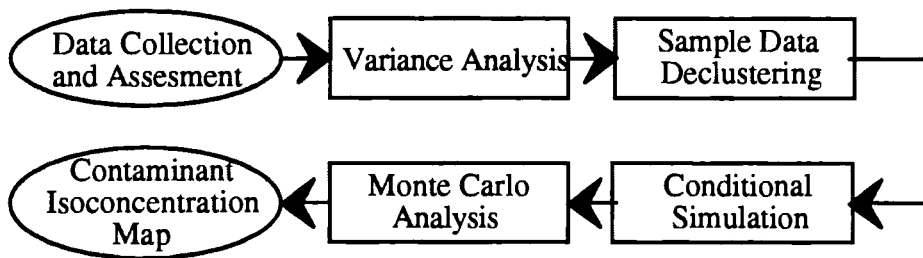 Data Collection
and Assesment
Variance Analysis
Sample Data
Declustering
Contaminant
Isoconcentration
Map
Monte Carlo
Analysis
Conditional
Simulation